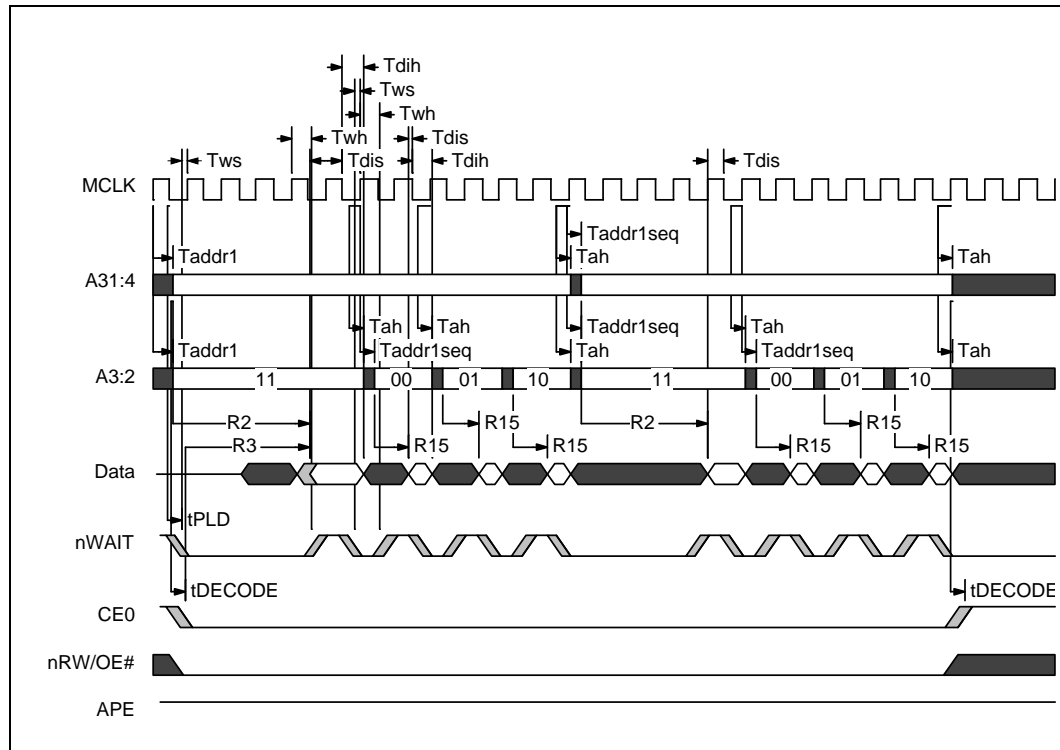 Tdih
Tws
Twh
Twh Tdis
Tws Tdis Tdih Tdis
MCLK
Taddr1seq
Taddr1 Tah Tah
A31:4
Tah Tah Taddr1seq Tah
Taddr1 Taddr1seq Tah Taddr1seq Tah
A3:2
11 00 01 10 11 00 01 10
R2 R15 R2 R15
R3 R15 R15 R15 R15
Data
tPLD
nWAIT
tDECODE tDECODE
CE0
nRW/OE#
APE